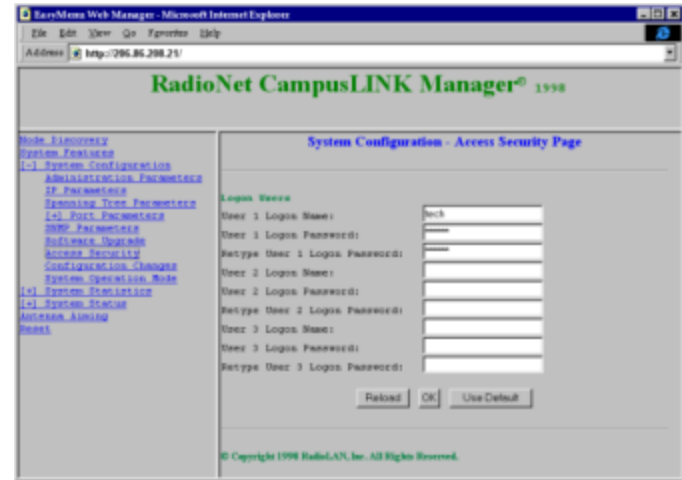 EasyMenu Web Manager - Microsoft Internet Explorer
File Edit View Go Favorites Help
Address http://206.86.208.21/
RadioNet CampusLINK Manager© 1998
Node Discovery
System Features
[-] System Configuration
Administration Parameters
IP Parameters
Spanning Tree Parameters
[+] Port Parameters
SNMP Parameters
Software Upgrade
Access Security
Configuration Changes
System Operation Mode
[+] System Statistics
[+] System Status
Antenna Aiming
Reset
System Configuration - Access Security Page
Logon Users
User 1 Logon Name: tech
User 1 Logon Password: ******
Retype User 1 Logon Password: ******
User 2 Logon Name:
User 2 Logon Password:
Retype User 2 Logon Password:
User 3 Logon Name:
User 3 Logon Password:
Retype User 3 Logon Password:
Reload OK Use Default
© Copyright 1998 RadioLAN, Inc. All Rights Reserved.